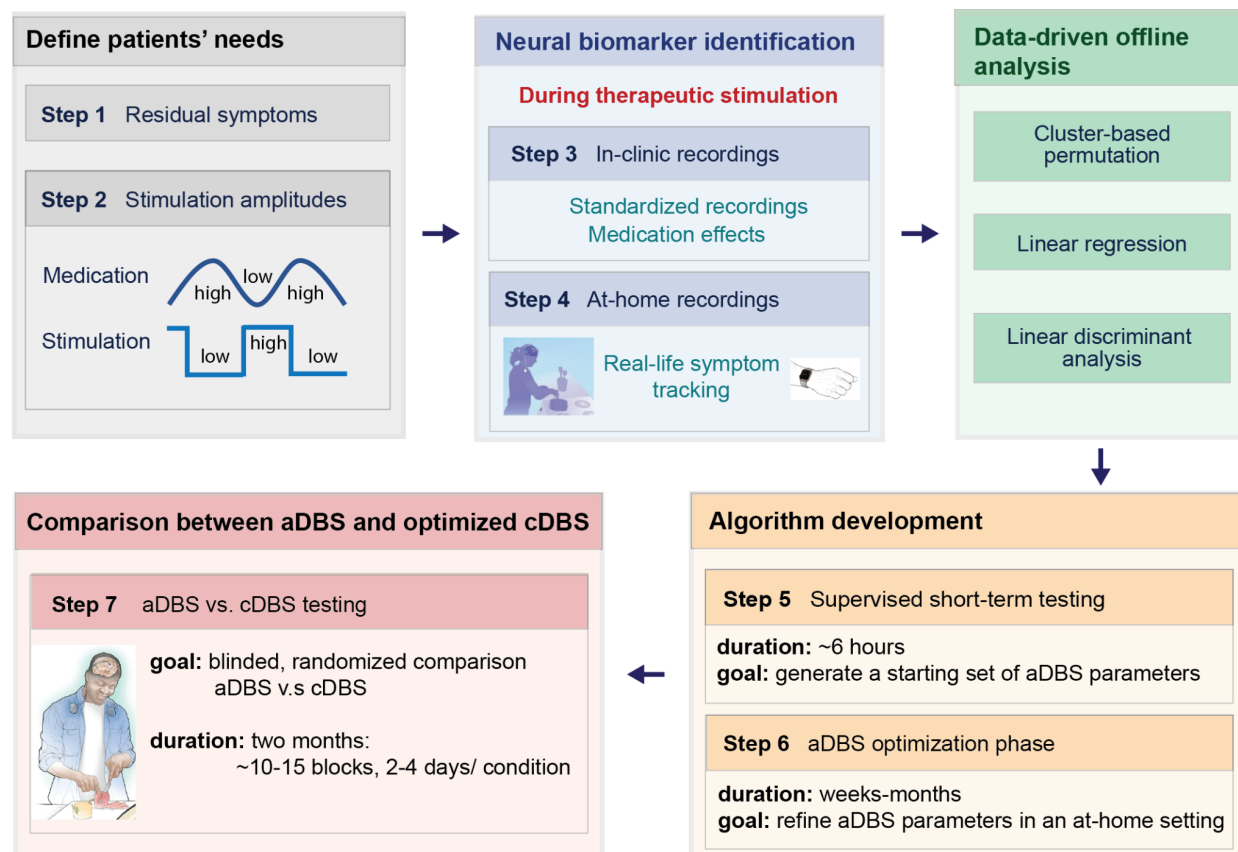 Define patients’ needs
Step 1 Residual symptoms
Step 2 Stimulation amplitudes
Medication
high
low
high
Stimulation
low
high
low
Neural biomarker identification
During therapeutic stimulation
Step 3 In-clinic recordings
Standardized recordings
Medication effects
Step 4 At-home recordings
Real-life symptom
tracking
Data-driven offline
analysis
Cluster-based
permutation
Linear regression
Linear discriminant
analysis
Algorithm development
Step 5 Supervised short-term testing
duration: ~6 hours
goal: generate a starting set of aDBS parameters
Step 6 aDBS optimization phase
duration: weeks-months
goal: refine aDBS parameters in an at-home setting
Comparison between aDBS and optimized cDBS
Step 7 aDBS vs. cDBS testing
goal: blinded, randomized comparison
aDBS v.s cDBS
duration: two months:
~10-15 blocks, 2-4 days/ condition